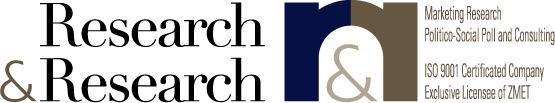 Research
& Research
n
&
Marketing Research
Politico-Social Poll and Consulting
ISO 9001 Certificated Company
Exclusive Licensee of ZMET